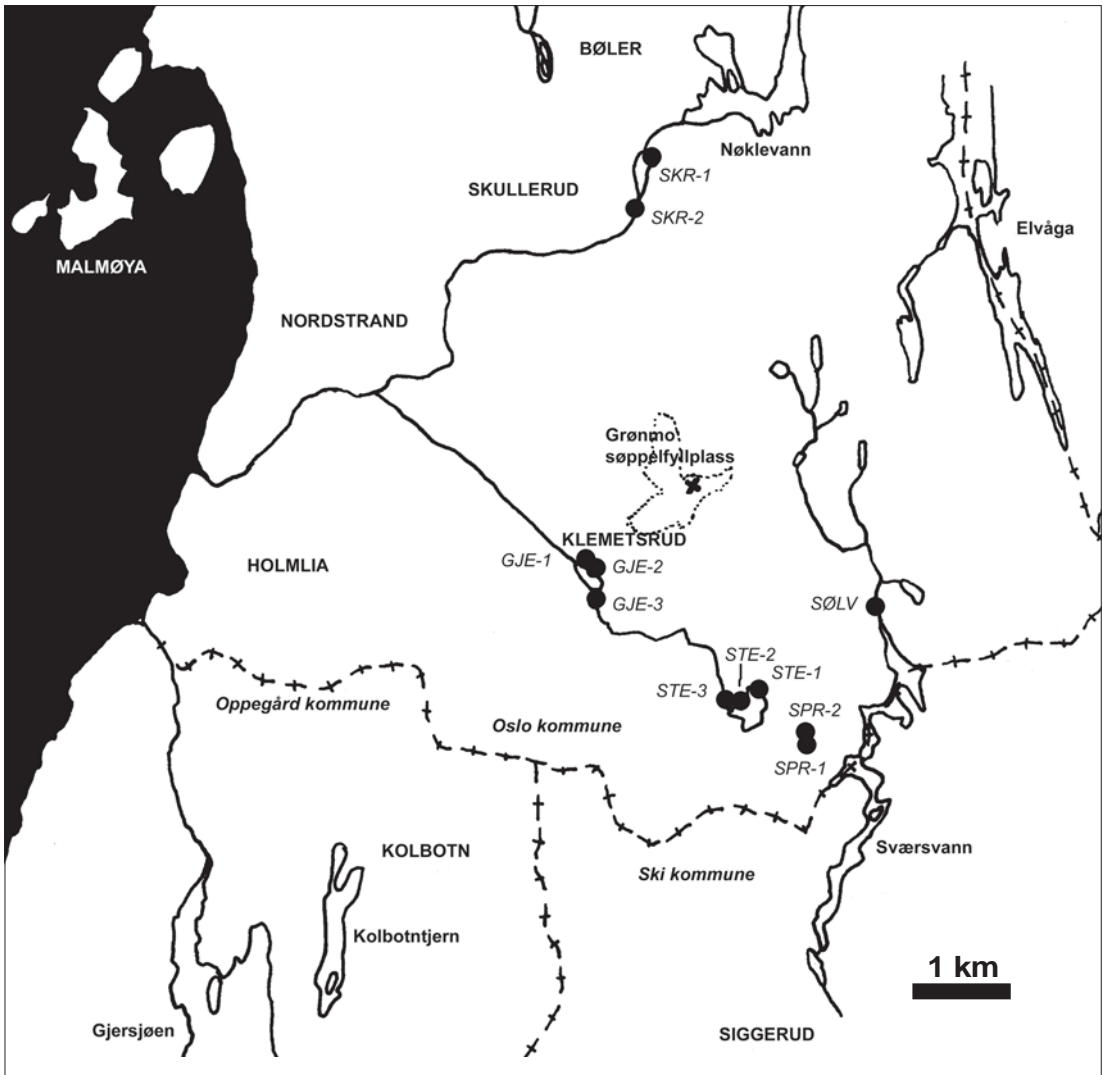 BØLER
Nøklevann
SKR-1
SKULLERUD
SKR-2
Elvåga
MALMØYA
NORDSTRAND
Grønmo
søppelfyllplass
KLEMETSRUD
GJE-1
GJE-2
HOLMLIA
GJE-3
SØLV
STE-2
STE-1
STE-3
Oppegård kommune
SPR-2
Oslo kommune
SPR-1
KOLBOTN
Sværsvann
Ski kommune
Kolbotntjern
1 km
Gjersjøen
SIGGERUD